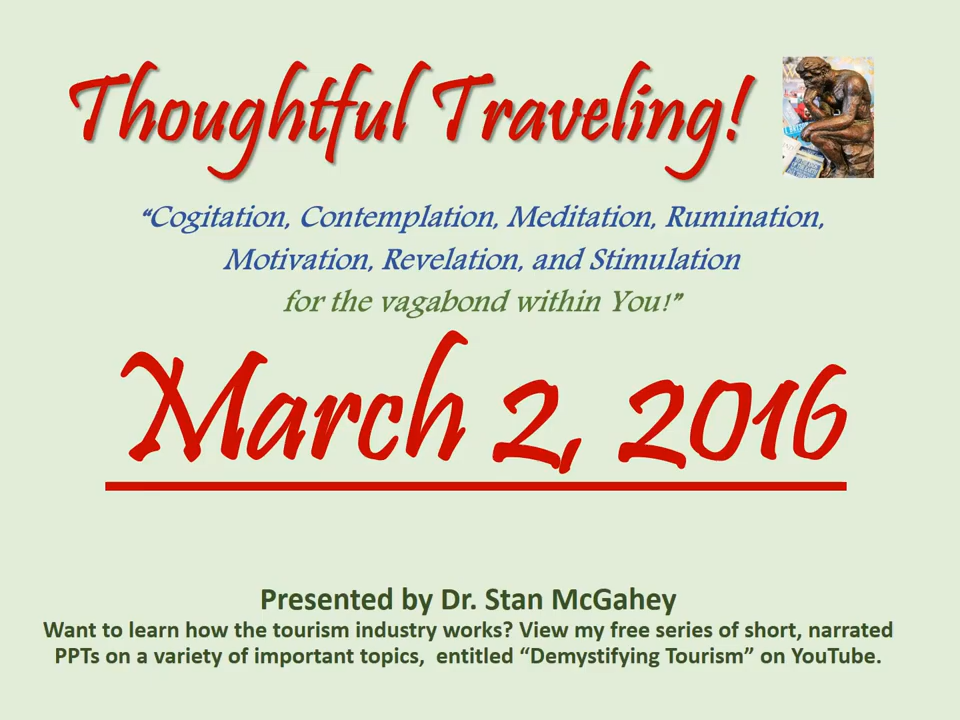 Thoughtful Traveling!
“Cogitation, Contemplation, Meditation, Rumination,
Motivation, Revelation, and Stimulation
for the vagabond within You!”
March 2, 2016
Presented by Dr. Stan McGahey
Want to learn how the tourism industry works? View my free series of short, narrated
PPTs on a variety of important topics,  entitled “Demystifying Tourism” on YouTube.